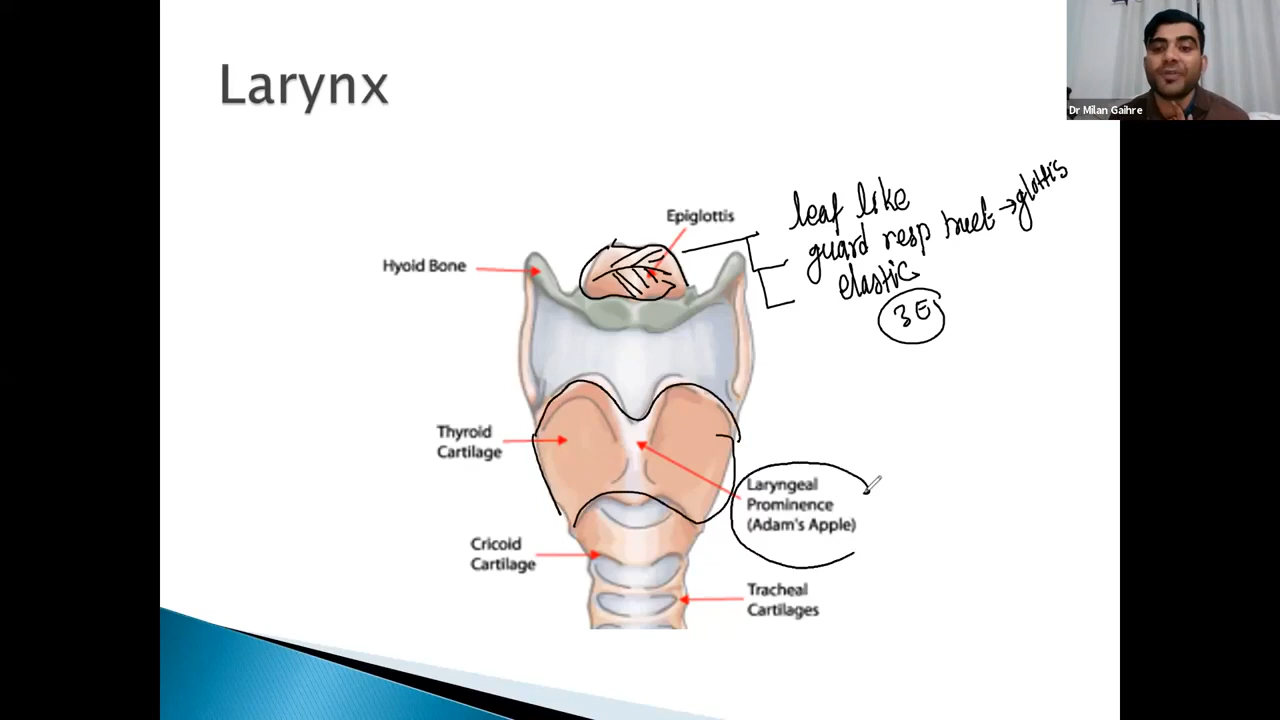 Larynx
Dr Milan Gaihre
leaf like
guard resp tract → glottis
elastic
3E
Epiglottis
Hyoid Bone
Thyroid
Cartilage
Laryngeal
Prominence
(Adam's Apple)
Cricoid
Cartilage
Tracheal
Cartilages